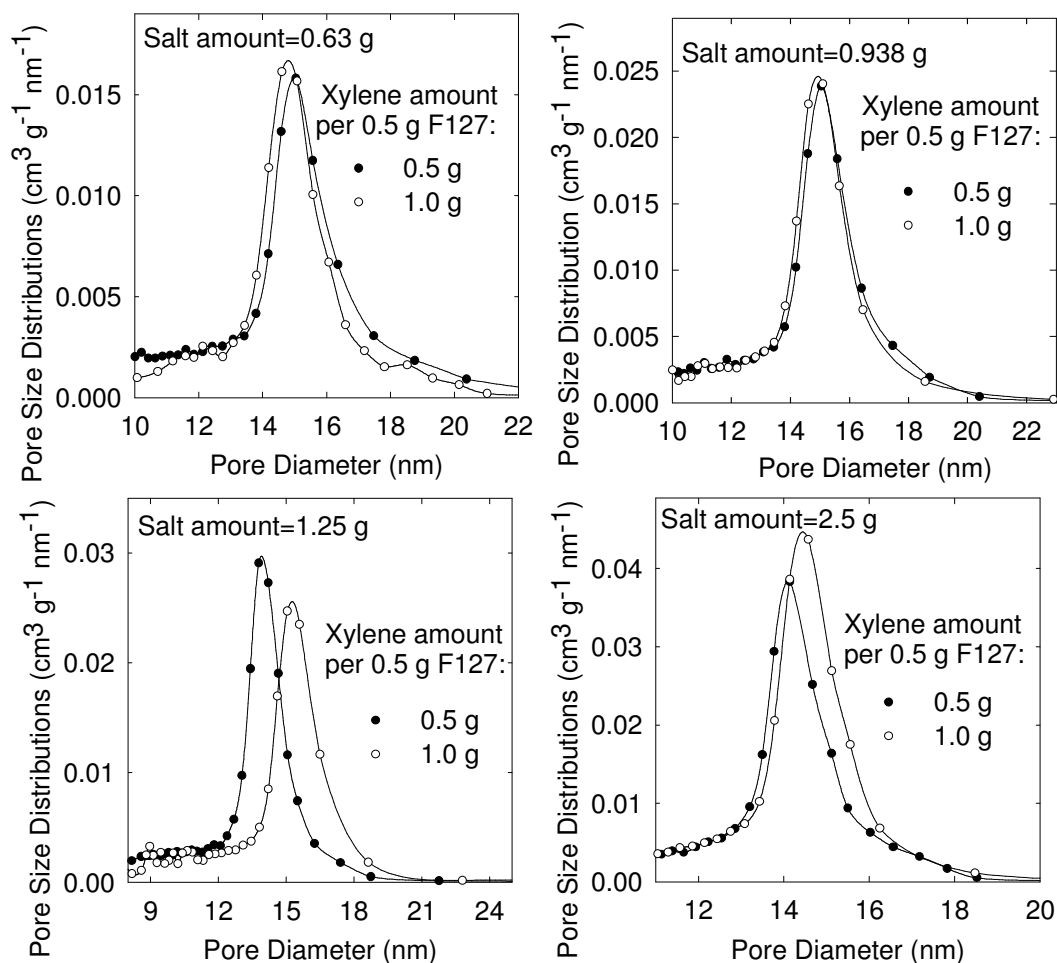 Salt amount=0.63 g
Xylene amount
per 0.5 g F127:
0.5 g
1.0 g
Pore Size Distributions (cm³ g⁻¹ nm⁻¹)
0.015
0.010
0.005
0.000
10 12 14 16 18 20 22
Pore Diameter (nm)
Salt amount=0.938 g
Xylene amount
per 0.5 g F127:
0.5 g
1.0 g
Pore Size Distribution (cm³ g⁻¹ nm⁻¹)
0.025
0.020
0.015
0.010
0.005
0.000
10 12 14 16 18 20 22
Pore Diameter (nm)
Salt amount=1.25 g
Xylene amount
per 0.5 g F127:
0.5 g
1.0 g
Pore Size Distributions (cm³ g⁻¹ nm⁻¹)
0.03
0.02
0.01
0.00
9 12 15 18 21 24
Pore Diameter (nm)
Salt amount=2.5 g
Xylene amount
per 0.5 g F127:
0.5 g
1.0 g
Pore Size Distributions (cm³ g⁻¹ nm⁻¹)
0.04
0.03
0.02
0.01
0.00
12 14 16 18 20
Pore Diameter (nm)